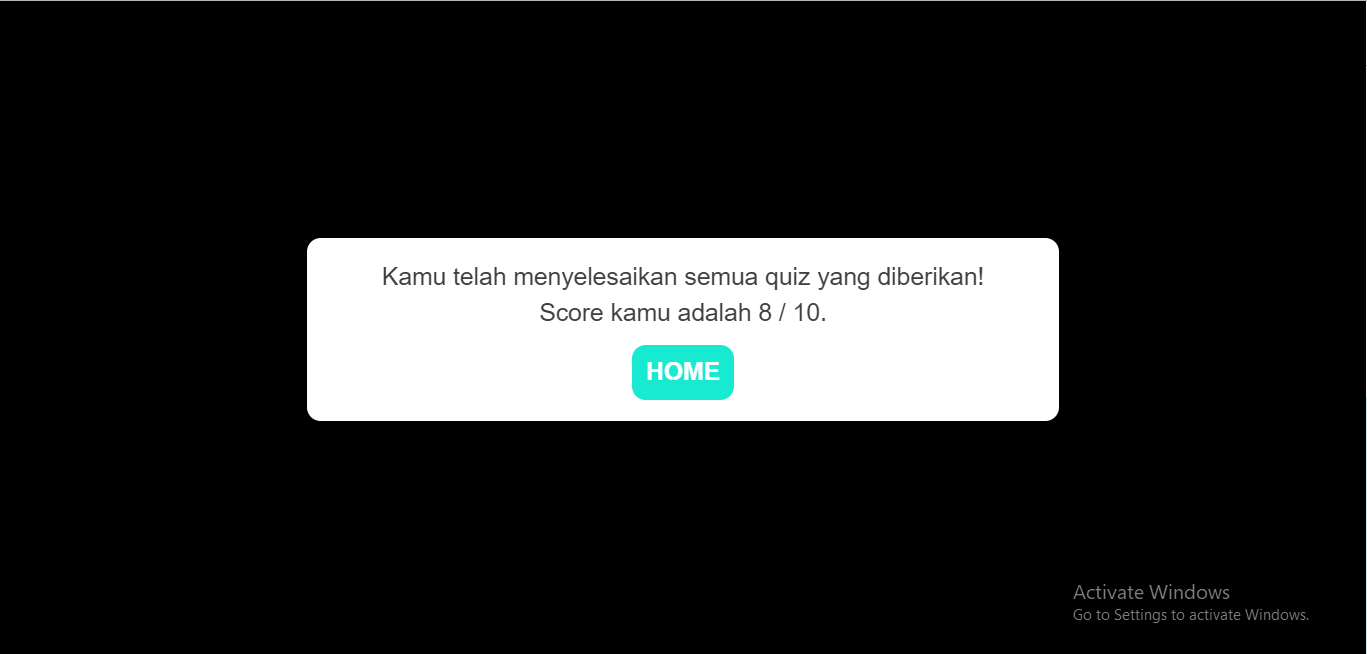 Kamu telah menyelesaikan semua quiz yang diberikan!
Score kamu adalah 8 / 10.
HOME
Activate Windows
Go to Settings to activate Windows.